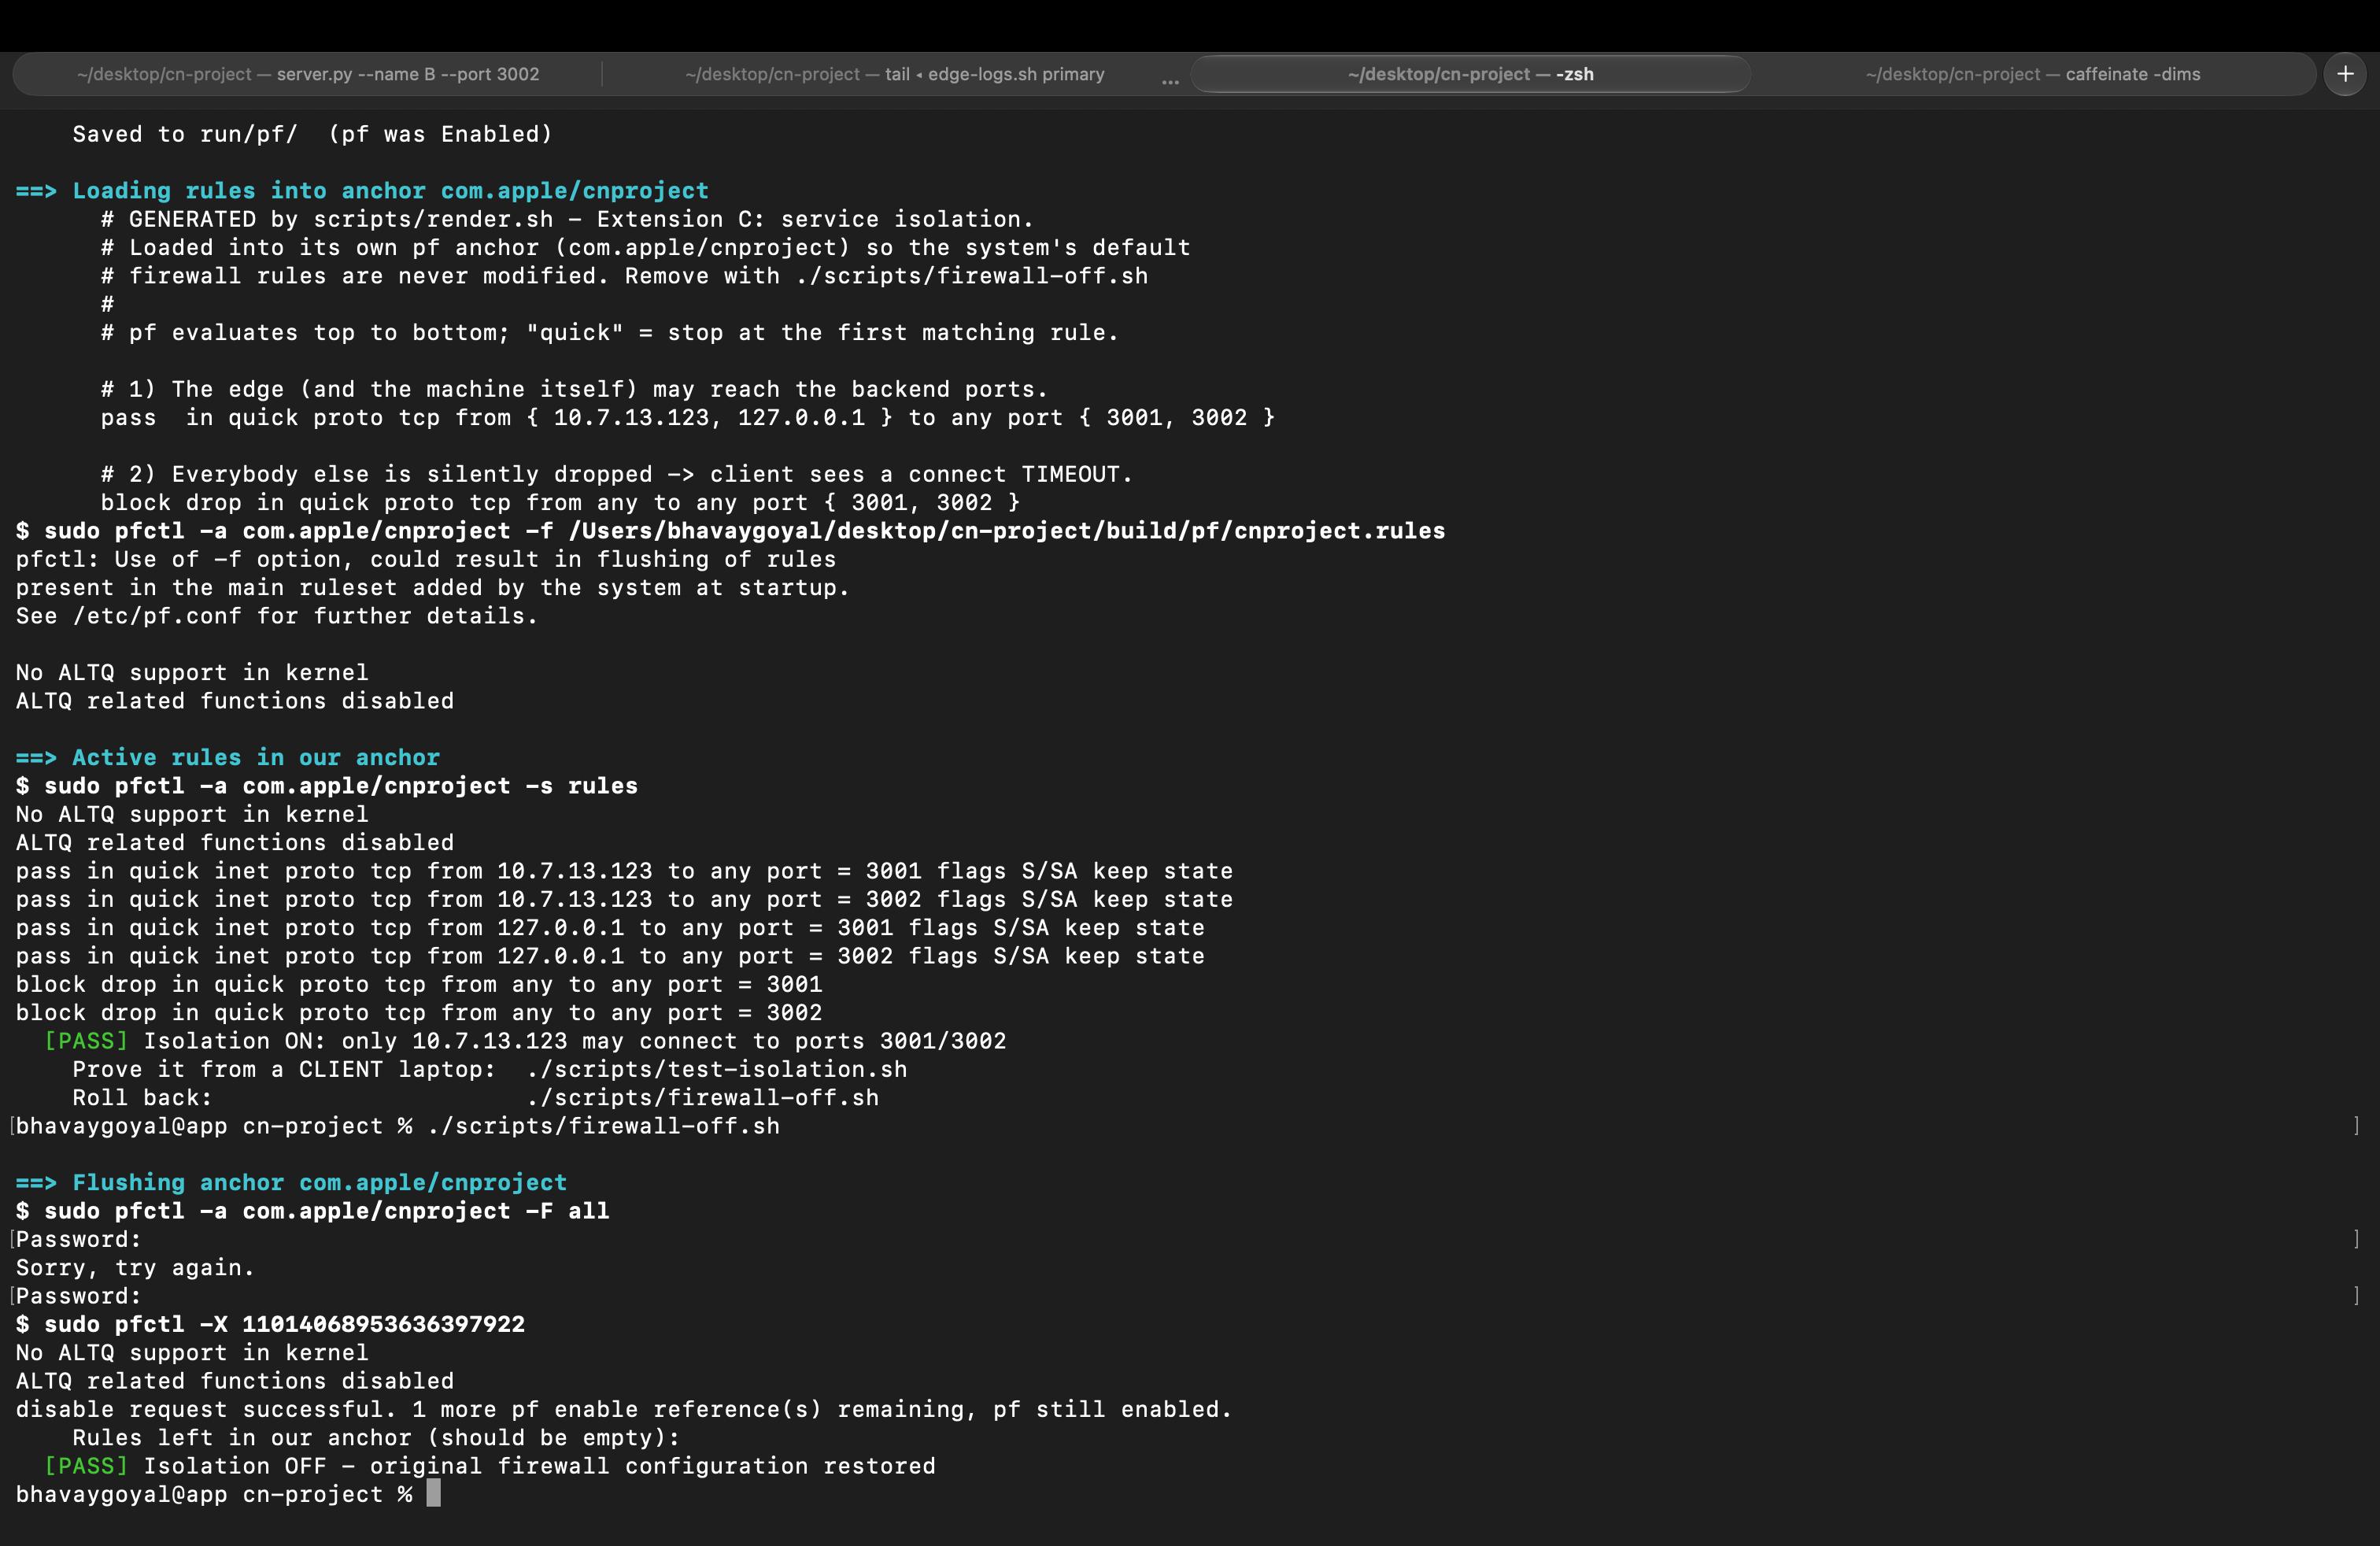 ~/desktop/cn-project — server.py --name B --port 3002
~/desktop/cn-project — tail ◂ edge-logs.sh primary
...
~/desktop/cn-project — -zsh
~/desktop/cn-project — caffeinate -dims
+
Saved to run/pf/  (pf was Enabled)
==> Loading rules into anchor com.apple/cnproject
# GENERATED by scripts/render.sh - Extension C: service isolation.
# Loaded into its own pf anchor (com.apple/cnproject) so the system's default
# firewall rules are never modified. Remove with ./scripts/firewall-off.sh
#
# pf evaluates top to bottom; "quick" = stop at the first matching rule.
# 1) The edge (and the machine itself) may reach the backend ports.
pass  in quick proto tcp from { 10.7.13.123, 127.0.0.1 } to any port { 3001, 3002 }
# 2) Everybody else is silently dropped -> client sees a connect TIMEOUT.
block drop in quick proto tcp from any to any port { 3001, 3002 }
$ sudo pfctl -a com.apple/cnproject -f /Users/bhavaygoyal/desktop/cn-project/build/pf/cnproject.rules
pfctl: Use of -f option, could result in flushing of rules
present in the main ruleset added by the system at startup.
See /etc/pf.conf for further details.
No ALTQ support in kernel
ALTQ related functions disabled
==> Active rules in our anchor
$ sudo pfctl -a com.apple/cnproject -s rules
No ALTQ support in kernel
ALTQ related functions disabled
pass in quick inet proto tcp from 10.7.13.123 to any port = 3001 flags S/SA keep state
pass in quick inet proto tcp from 10.7.13.123 to any port = 3002 flags S/SA keep state
pass in quick inet proto tcp from 127.0.0.1 to any port = 3001 flags S/SA keep state
pass in quick inet proto tcp from 127.0.0.1 to any port = 3002 flags S/SA keep state
block drop in quick proto tcp from any to any port = 3001
block drop in quick proto tcp from any to any port = 3002
[PASS] Isolation ON: only 10.7.13.123 may connect to ports 3001/3002
Prove it from a CLIENT laptop:  ./scripts/test-isolation.sh
Roll back:                      ./scripts/firewall-off.sh
[bhavaygoyal@app cn-project % ./scripts/firewall-off.sh ]
==> Flushing anchor com.apple/cnproject
$ sudo pfctl -a com.apple/cnproject -F all
[Password: ]
Sorry, try again.
[Password: ]
$ sudo pfctl -X 11014068953636397922
No ALTQ support in kernel
ALTQ related functions disabled
disable request successful. 1 more pf enable reference(s) remaining, pf still enabled.
Rules left in our anchor (should be empty):
[PASS] Isolation OFF - original firewall configuration restored
bhavaygoyal@app cn-project %